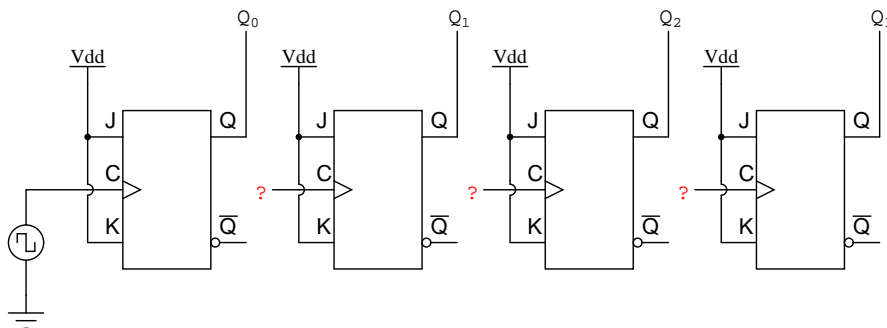 Q₀ Q₁ Q₂
Vdd Vdd Vdd Vdd
J Q J Q J Q J Q
C ? C ? C ? C
K Q̅ K Q̅ K Q̅ K Q̅